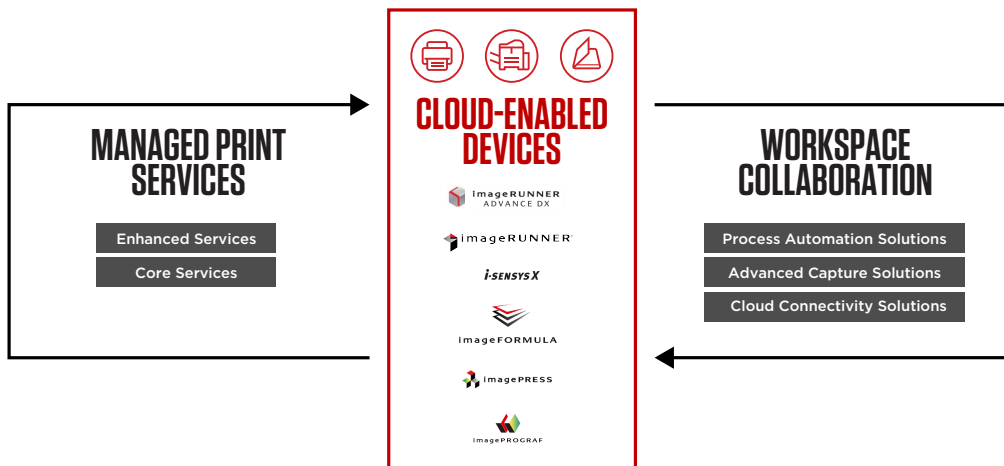 MANAGED PRINT
SERVICES
Enhanced Services
Core Services
CLOUD-ENABLED
DEVICES
imageRUNNER
ADVANCE DX
imageRUNNER®
i-SENSYS X
imageFORMULA
imagePRESS
imagePROGRAF
WORKSPACE
COLLABORATION
Process Automation Solutions
Advanced Capture Solutions
Cloud Connectivity Solutions